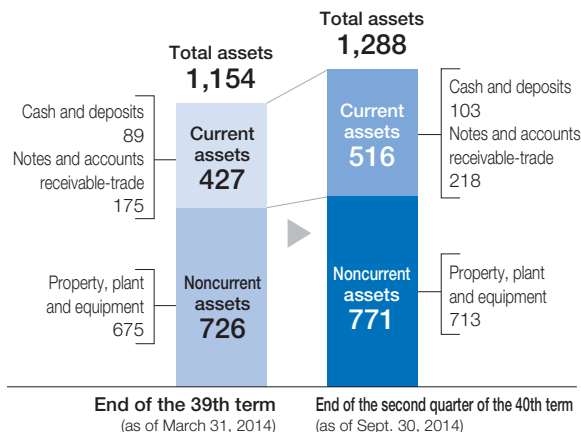 Total assets
1,154
Cash and deposits
89
Notes and accounts
receivable-trade
175
Current
assets
427
Property, plant
and equipment
675
Noncurrent
assets
726
End of the 39th term
(as of March 31, 2014)
Total assets
1,288
Current
assets
516
Cash and deposits
103
Notes and accounts
receivable-trade
218
Noncurrent
assets
771
Property, plant
and equipment
713
End of the second quarter of the 40th term
(as of Sept. 30, 2014)